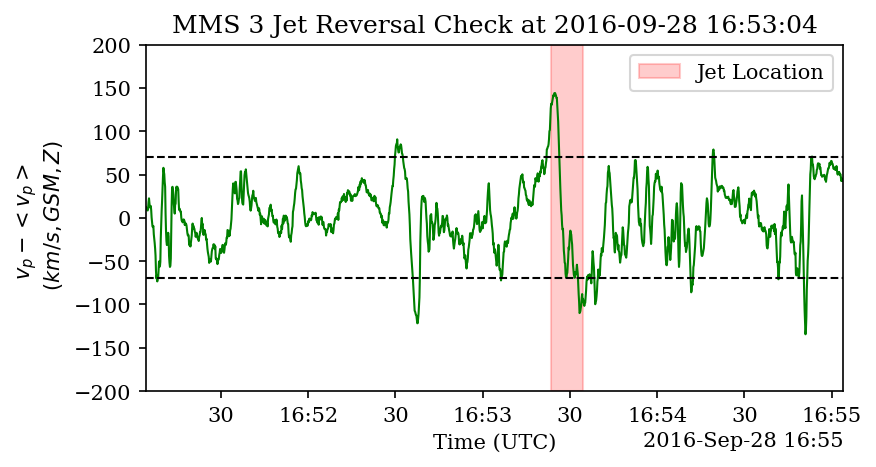 MMS 3 Jet Reversal Check at 2016-09-28 16:53:04
200
150
100
50
0
−50
−100
−150
−200
v_p − < v_p >
(km/s, GSM, Z)
Jet Location
30
16:52
30
16:53
30
16:54
30
16:55
Time (UTC)
2016-Sep-28 16:55